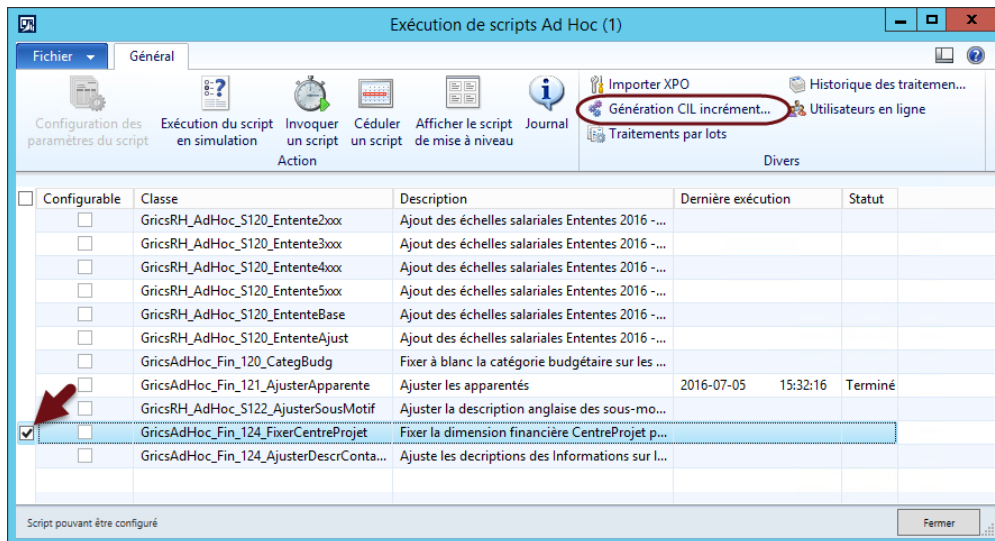 Exécution de scripts Ad Hoc (1)
Fichier Général
Configuration des paramètres du script
Exécution du script en simulation
Invoquer un script
Céduler un script
Afficher le script de mise à niveau
Journal
Action
Importer XPO
Génération CIL incrément...
Traitements par lots
Historique des traitemen...
Utilisateurs en ligne
Divers
Configurable Classe Description Dernière exécution Statut
GricsRH_AdHoc_S120_Entente2xxx Ajout des échelles salariales Ententes 2016 -...
GricsRH_AdHoc_S120_Entente3xxx Ajout des échelles salariales Ententes 2016 -...
GricsRH_AdHoc_S120_Entente4xxx Ajout des échelles salariales Ententes 2016 -...
GricsRH_AdHoc_S120_Entente5xxx Ajout des échelles salariales Ententes 2016 -...
GricsRH_AdHoc_S120_EntenteBase Ajout des échelles salariales Ententes 2016 -...
GricsRH_AdHoc_S120_EntenteAjust Ajout des échelles salariales Ententes 2016 -...
GricsAdHoc_Fin_120_CategBudg Fixer à blanc la catégorie budgétaire sur les ...
GricsAdHoc_Fin_121_AjusterApparente Ajuster les apparentés 2016-07-05 15:32:16 Terminé
GricsRH_AdHoc_S122_AjusterSousMotif Ajuster la description anglaise des sous-mo...
GricsAdHoc_Fin_124_FixerCentreProjet Fixer la dimension financière CentreProjet p...
GricsAdHoc_Fin_124_AjusterDescrConta... Ajuste les decriptions des Informations sur l...
Script pouvant être configuré
Fermer